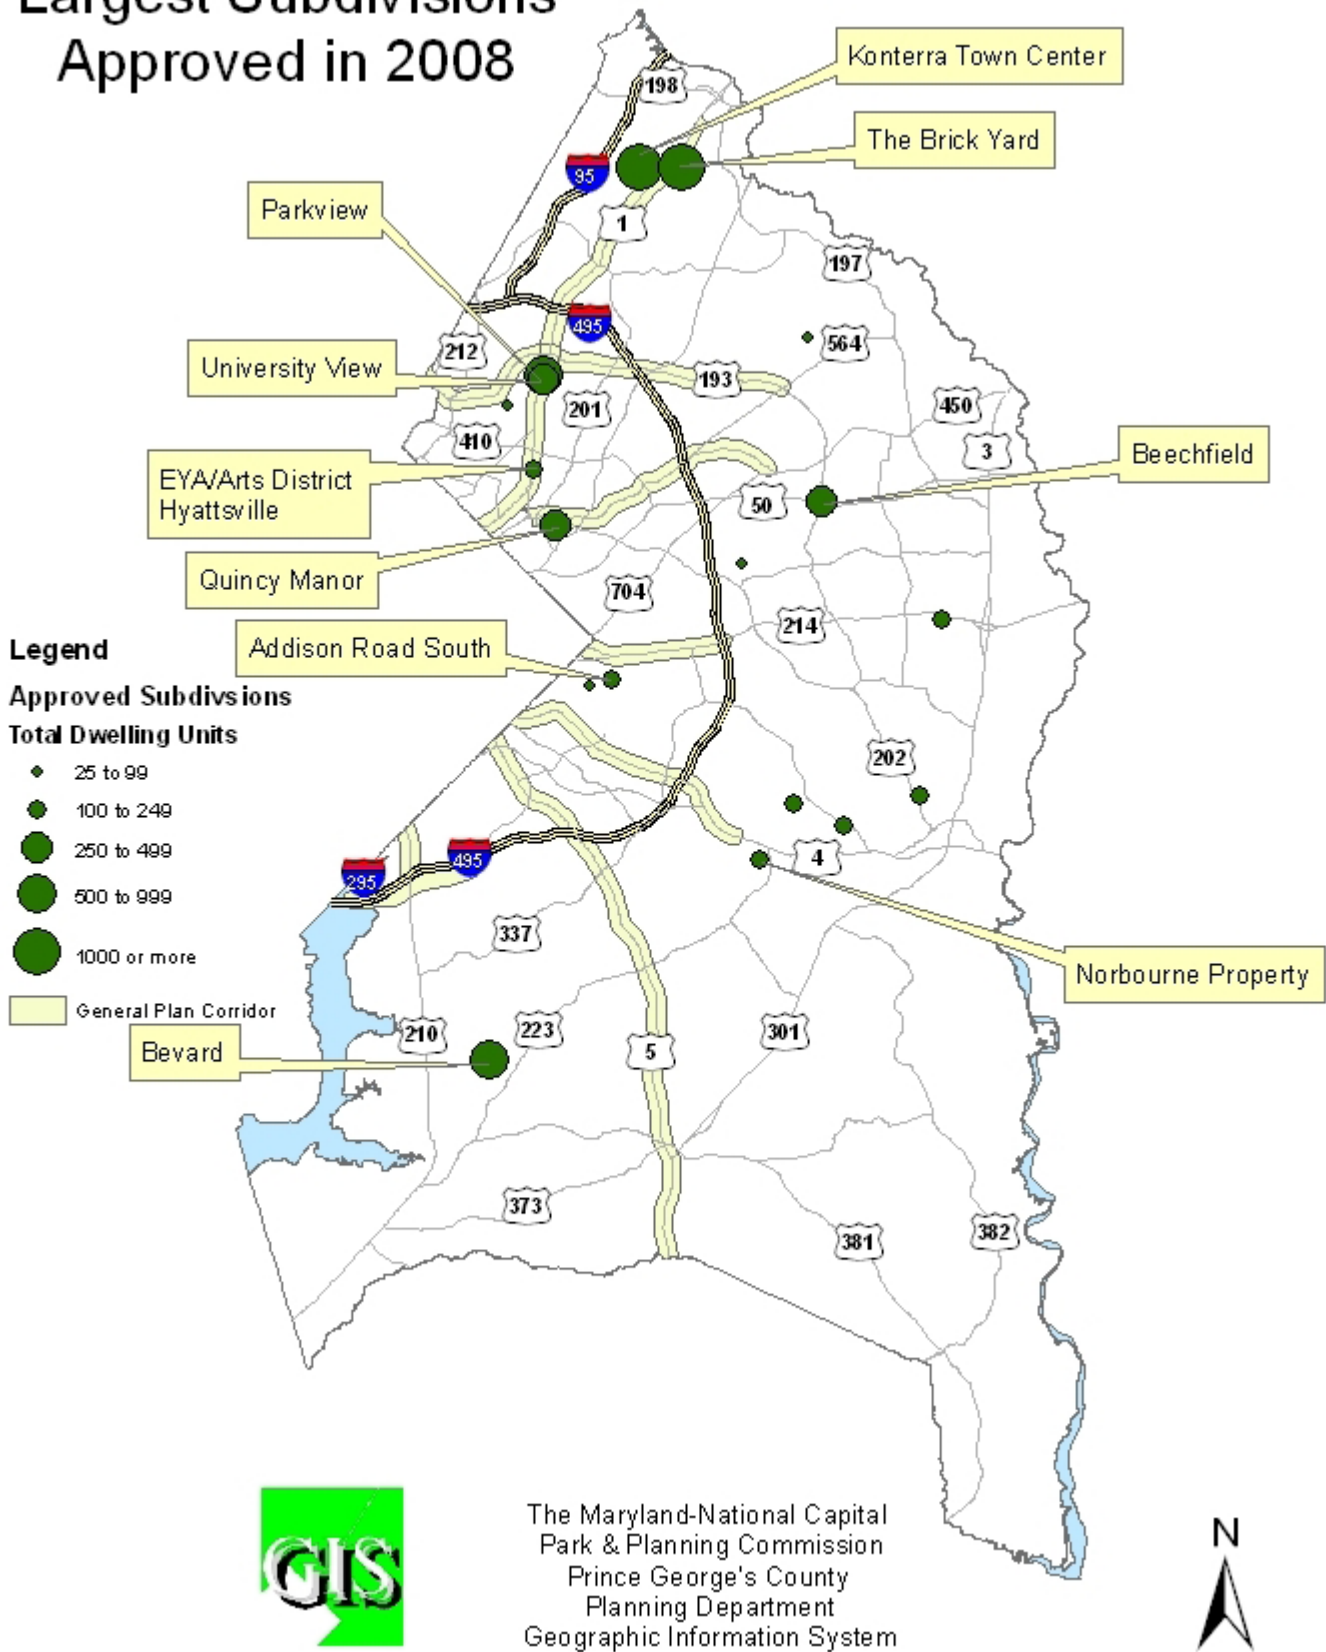 Largest Subdivisions
Approved in 2008
Konterra Town Center
198
The Brick Yard
95
Parkview
1
197
495
212
564
University View
193
201
450
410
3
Beechfield
EYA/Arts District
Hyattsville
50
Quincy Manor
704
214
Addison Road South
Legend
Approved Subdivsions
Total Dwelling Units
25 to 99
100 to 249
250 to 499
500 to 999
1000 or more
General Plan Corridor
202
4
495
295
337
Norbourne Property
210
223
5
301
Bevard
373
381
382
GIS
The Maryland-National Capital
Park & Planning Commission
Prince George's County
Planning Department
Geographic Information System
N